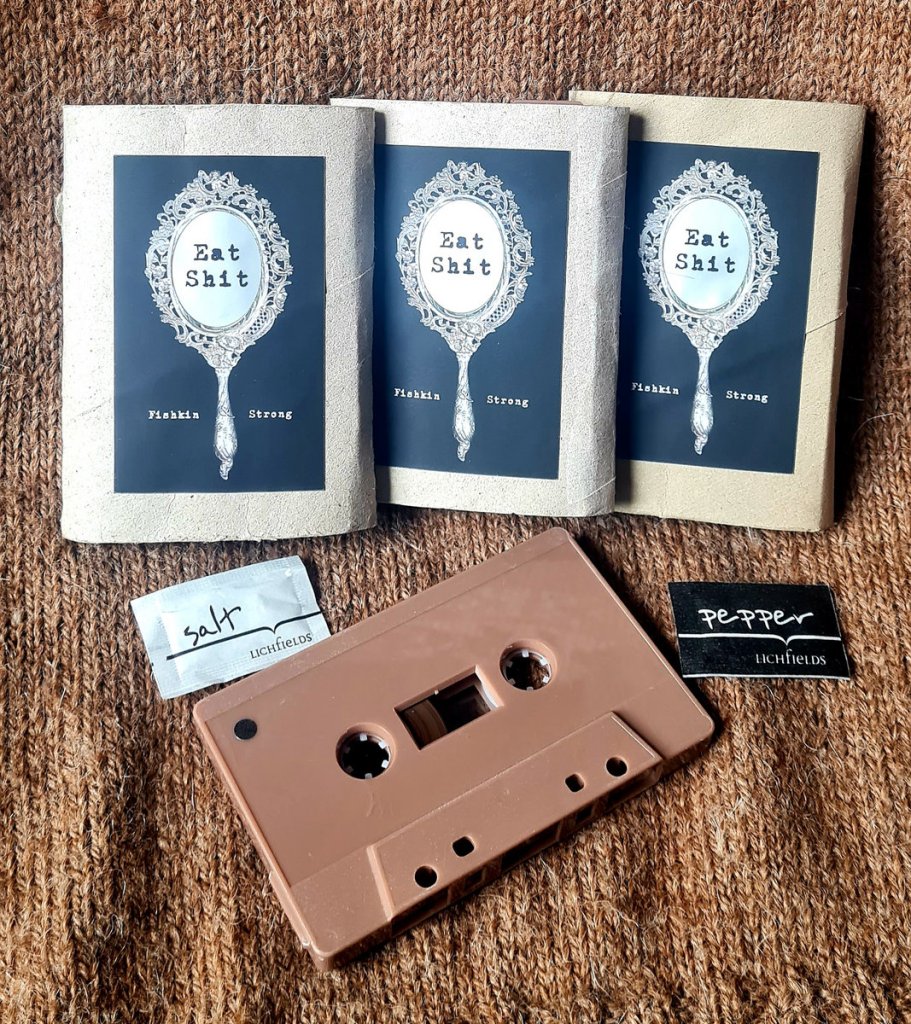 Eat
Shit
Fishkin Strong
Eat
Shit
Fishkin Strong
Eat
Shit
Fishkin Strong
salt
LICHfIELDS
pepper
LICHfIELDS